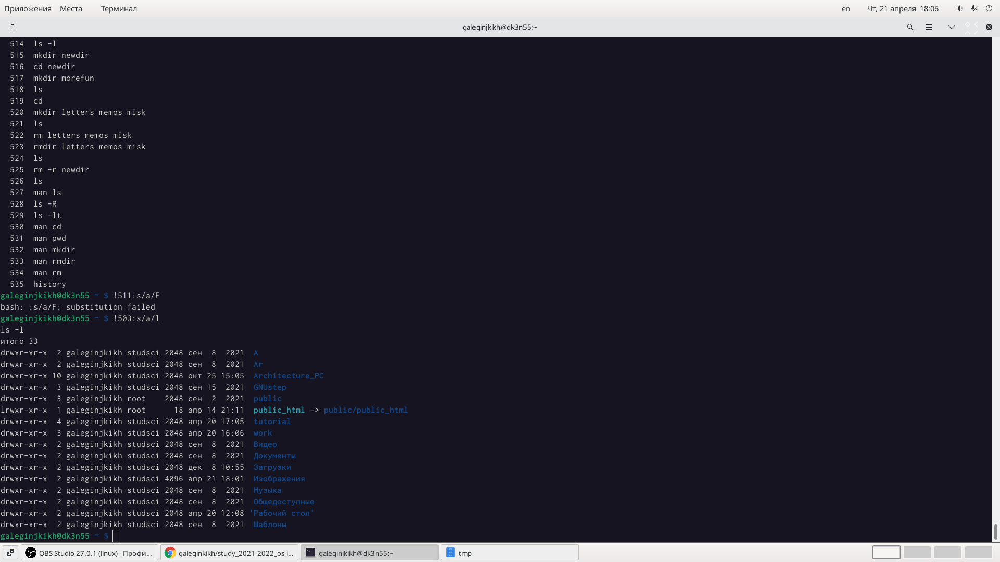 Приложения Места Терминал en Чт, 21 апреля 18:06
galeginjkikh@dk3n55:~
514 ls -l
515 mkdir newdir
516 cd newdir
517 mkdir morefun
518 ls
519 cd
520 mkdir letters memos misk
521 ls
522 rm letters memos misk
523 rmdir letters memos misk
524 ls
525 rm -r newdir
526 ls
527 man ls
528 ls -R
529 ls -lt
530 man cd
531 man pwd
532 man mkdir
533 man rmdir
534 man rm
535 history
galeginjkikh@dk3n55 ~ $ !511:s/a/F
bash: :s/a/F: substitution failed
galeginjkikh@dk3n55 ~ $ !503:s/a/l
ls -l
итого 33
drwxr-xr-x 2 galeginjkikh studsci 2048 сен 8 2021 A
drwxr-xr-x 2 galeginjkikh studsci 2048 сен 8 2021 Ar
drwxr-xr-x 10 galeginjkikh studsci 2048 окт 25 15:05 Architecture_PC
drwxr-xr-x 3 galeginjkikh studsci 2048 сен 15 2021 GNUstep
drwxr-xr-x 3 galeginjkikh root 2048 сен 2 2021 public
lrwxr-xr-x 1 galeginjkikh root 18 апр 14 21:11 public_html -> public/public_html
drwxr-xr-x 4 galeginjkikh studsci 2048 апр 20 17:05 tutorial
drwxr-xr-x 3 galeginjkikh studsci 2048 апр 20 16:06 work
drwxr-xr-x 2 galeginjkikh studsci 2048 сен 8 2021 Видео
drwxr-xr-x 2 galeginjkikh studsci 2048 сен 8 2021 Документы
drwxr-xr-x 2 galeginjkikh studsci 2048 дек 8 10:55 Загрузки
drwxr-xr-x 2 galeginjkikh studsci 4096 апр 21 18:01 Изображения
drwxr-xr-x 2 galeginjkikh studsci 2048 сен 8 2021 Музыка
drwxr-xr-x 2 galeginjkikh studsci 2048 сен 8 2021 Общедоступные
drwxr-xr-x 2 galeginjkikh studsci 2048 апр 20 12:08 'Рабочий стол'
drwxr-xr-x 2 galeginjkikh studsci 2048 сен 8 2021 Шаблоны
galeginjkikh@dk3n55 ~ $
OBS Studio 27.0.1 (linux) - Профи... galeginkikh/study_2021-2022_os-i... galeginjkikh@dk3n55:~ tmp